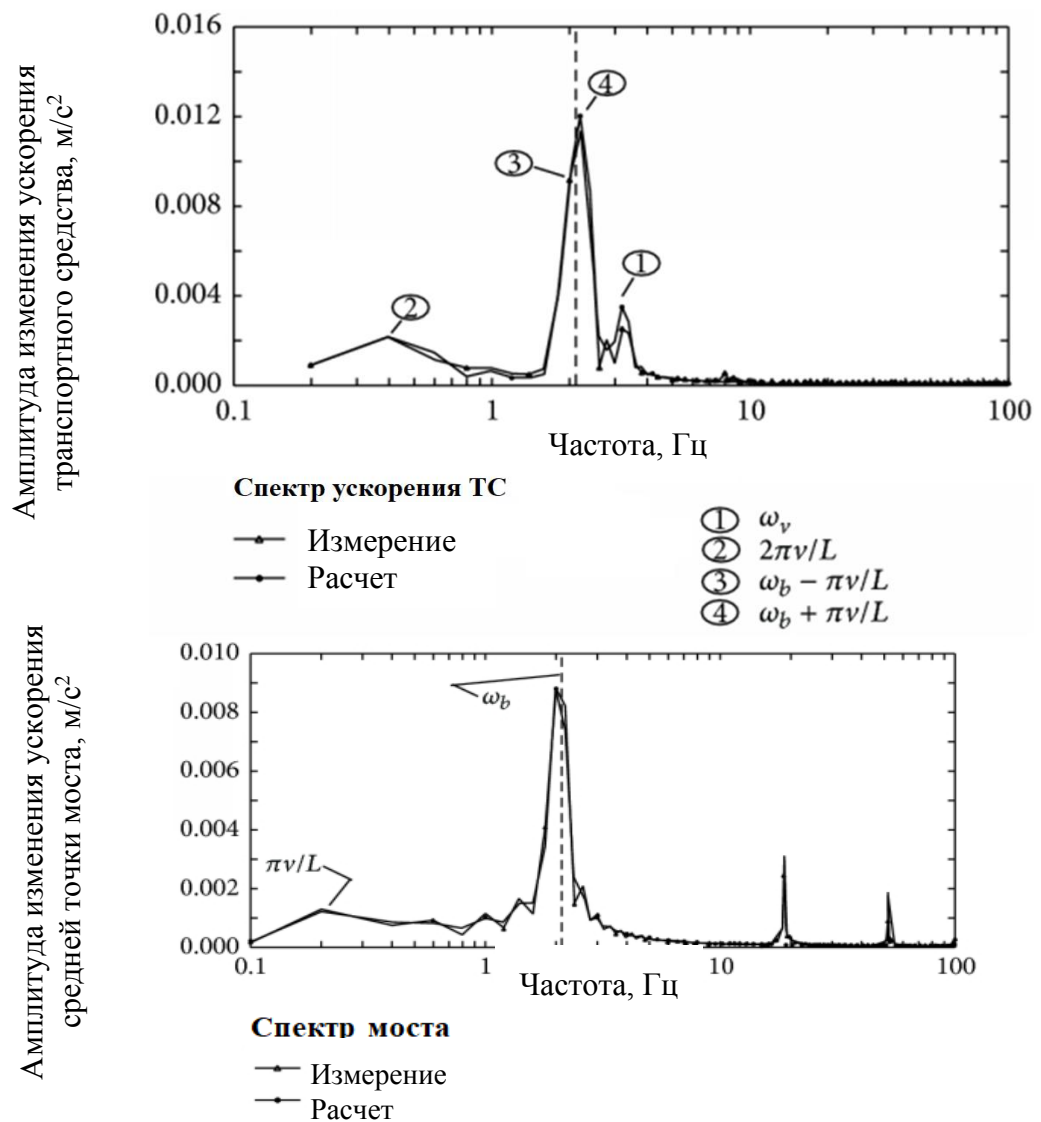 Амплитуда изменения ускорения
транспортного средства, м/с²
0.016
0.012
0.008
0.004
0.000
④
③
①
②
0.1
1
10
100
Частота, Гц
Спектр ускорения ТС
Измерение
Расчет
① ωᵥ
② 2πv/L
③ ω_b − πv/L
④ ω_b + πv/L
Амплитуда изменения ускорения
средней точки моста, м/с²
0.010
0.008
0.006
0.004
0.002
0.000
ω_b
πv/L
0.1
1
10
100
Частота, Гц
Спектр моста
Измерение
Расчет